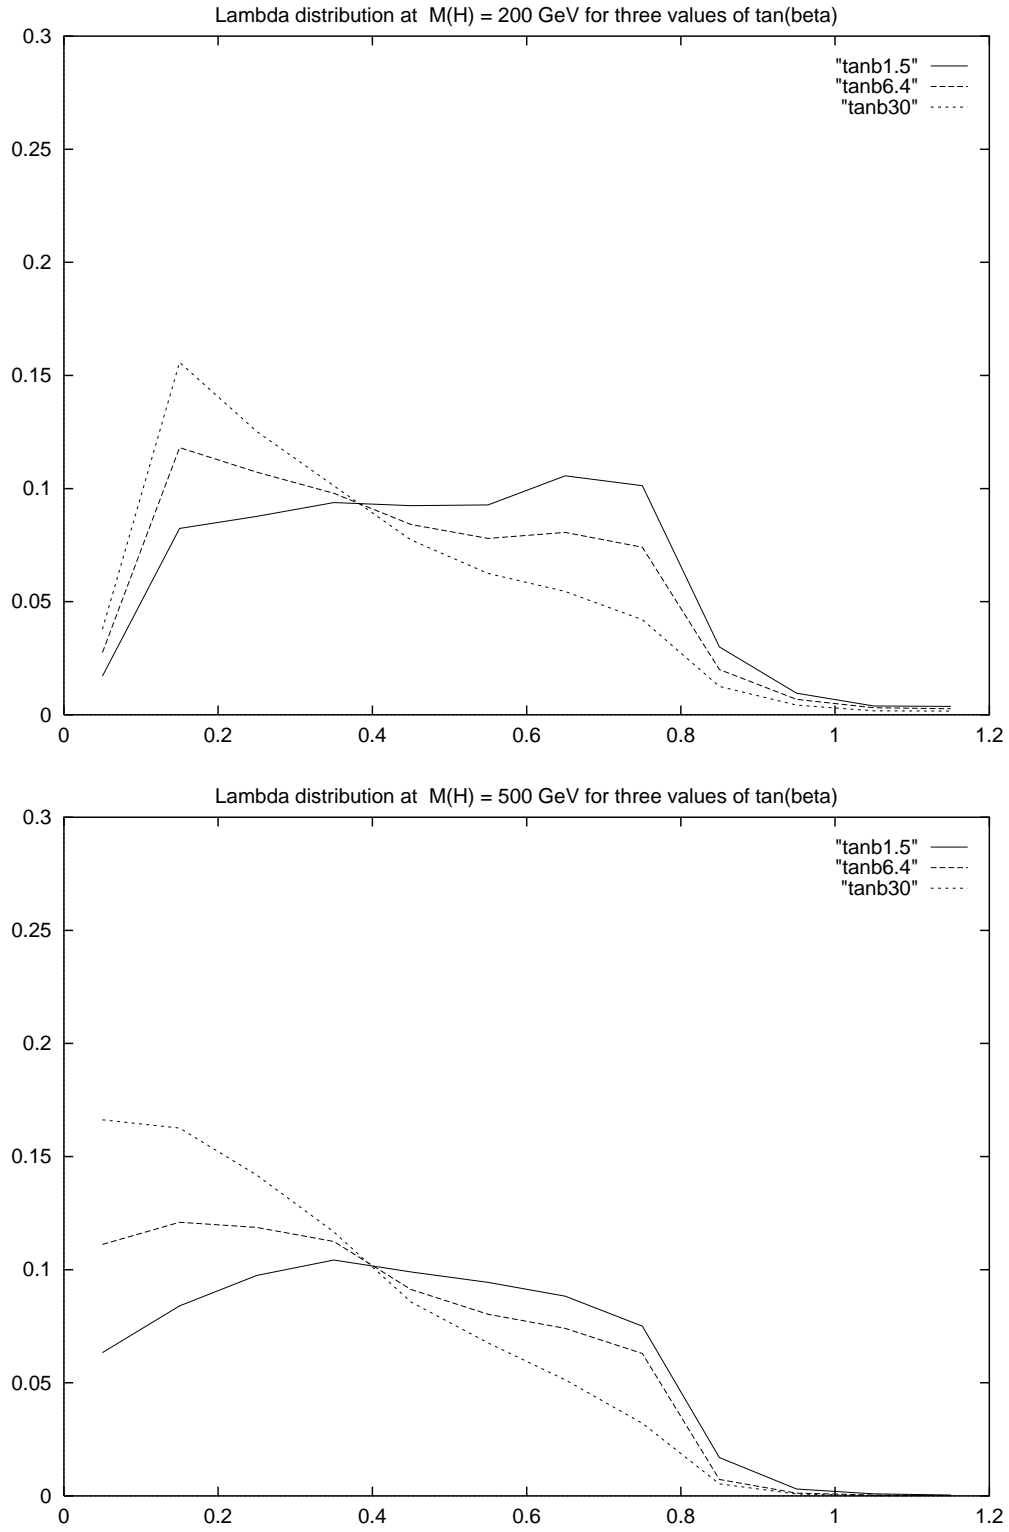 Lambda distribution at  M(H) = 200 GeV for three values of tan(beta)
0.3
"tanb1.5"
"tanb6.4"
"tanb30"
0.25
0.2
0.15
0.1
0.05
0
0 0.2 0.4 0.6 0.8 1 1.2
Lambda distribution at  M(H) = 500 GeV for three values of tan(beta)
0.3
"tanb1.5"
"tanb6.4"
"tanb30"
0.25
0.2
0.15
0.1
0.05
0
0 0.2 0.4 0.6 0.8 1 1.2